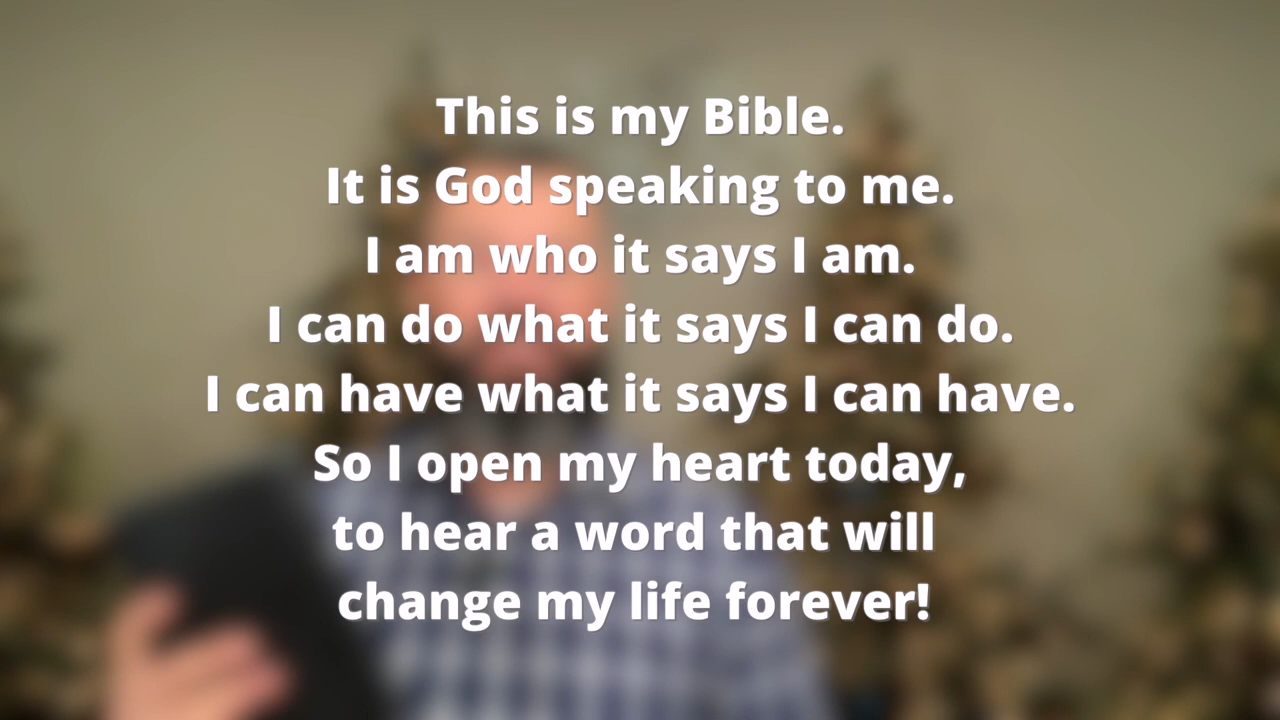 This is my Bible.
It is God speaking to me.
I am who it says I am.
I can do what it says I can do.
I can have what it says I can have.
So I open my heart today,
to hear a word that will
change my life forever!